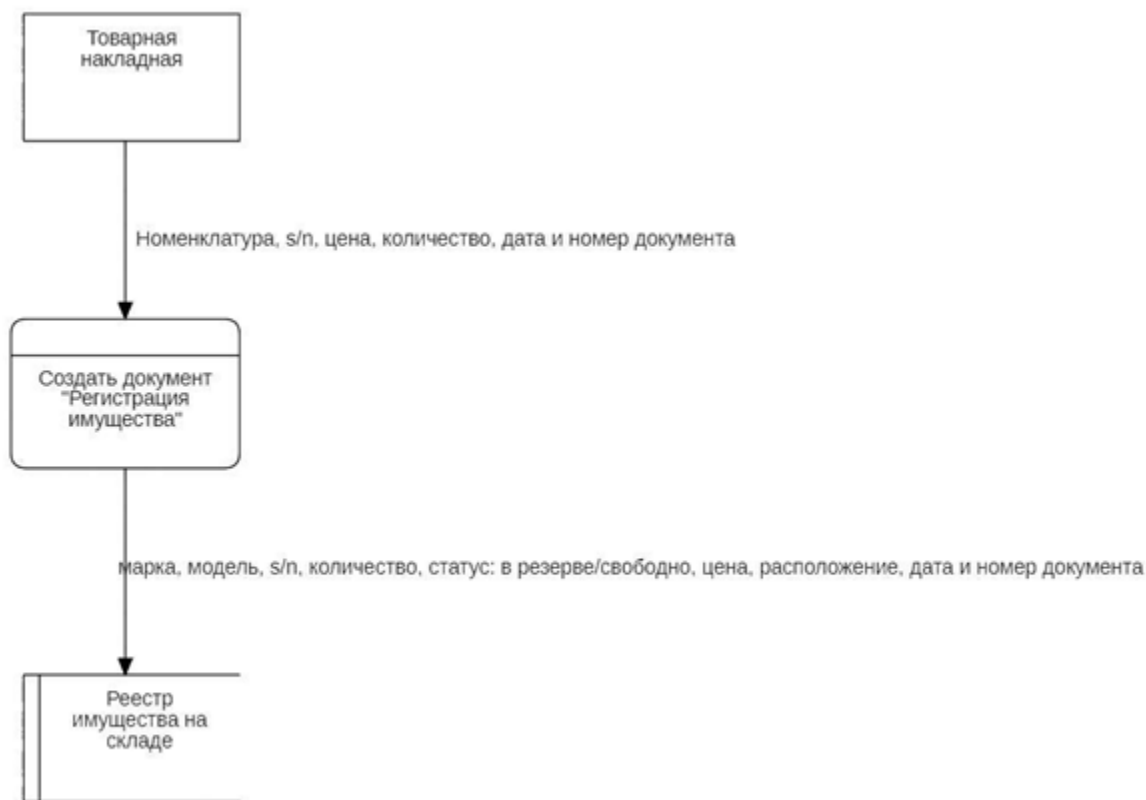 Товарная
накладная
Номенклатура, s/n, цена, количество, дата и номер документа
Создать документ
"Регистрация
имущества"
марка, модель, s/n, количество, статус: в резерве/свободно, цена, расположение, дата и номер документа
Реестр
имущества на
складе